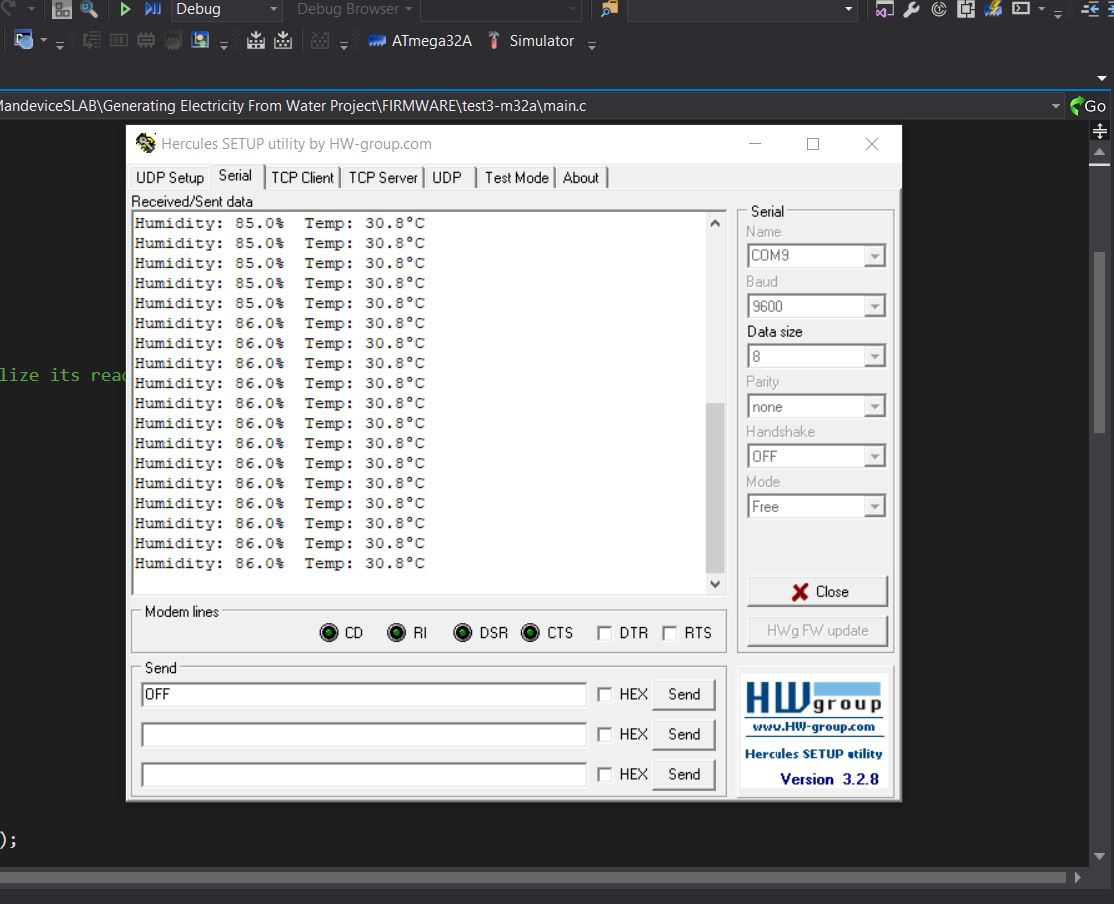 Debug
Debug Browser
ATmega32A
Simulator
MandeviceSLAB\Generating Electricity From Water Project\FIRMWARE\test3-m32a\main.c
Go
Hercules SETUP utility by HW-group.com
UDP Setup
Serial
TCP Client
TCP Server
UDP
Test Mode
About
Received/Sent data
Humidity: 85.0%  Temp: 30.8°C
Humidity: 85.0%  Temp: 30.8°C
Humidity: 85.0%  Temp: 30.8°C
Humidity: 85.0%  Temp: 30.8°C
Humidity: 85.0%  Temp: 30.8°C
Humidity: 86.0%  Temp: 30.8°C
Humidity: 86.0%  Temp: 30.8°C
Humidity: 86.0%  Temp: 30.8°C
Humidity: 86.0%  Temp: 30.8°C
Humidity: 86.0%  Temp: 30.8°C
Humidity: 86.0%  Temp: 30.8°C
Humidity: 86.0%  Temp: 30.8°C
Humidity: 86.0%  Temp: 30.8°C
Humidity: 86.0%  Temp: 30.8°C
Humidity: 86.0%  Temp: 30.8°C
Humidity: 86.0%  Temp: 30.8°C
Humidity: 86.0%  Temp: 30.8°C
Humidity: 86.0%  Temp: 30.8°C
Serial
Name
COM9
Baud
9600
Data size
8
Parity
none
Handshake
OFF
Mode
Free
Close
HWg FW update
Modem lines
CD
RI
DSR
CTS
DTR
RTS
Send
OFF
HEX
Send
HEX
Send
HEX
Send
HW group
www.HW-group.com
Hercules SETUP utility
Version 3.2.8
lize its read
);